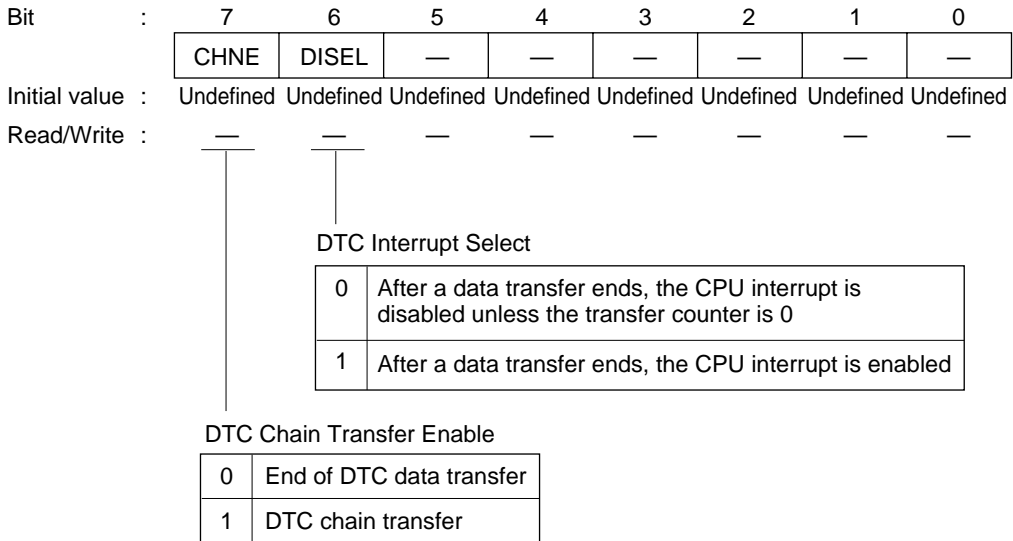 Bit : 7 6 5 4 3 2 1 0
CHNE DISEL — — — — — —
Initial value : Undefined Undefined Undefined Undefined Undefined Undefined Undefined Undefined
Read/Write : — — — — — — — —
DTC Interrupt Select
0 After a data transfer ends, the CPU interrupt is
disabled unless the transfer counter is 0
1 After a data transfer ends, the CPU interrupt is enabled
DTC Chain Transfer Enable
0 End of DTC data transfer
1 DTC chain transfer